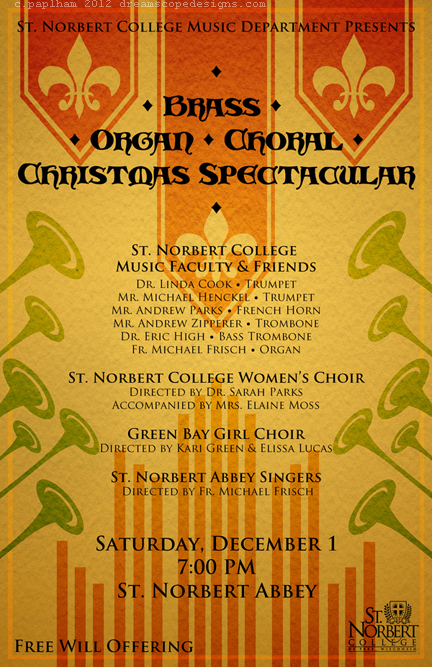 c.paplham 2012 dreamscopedesigns.com
St. Norbert College Music Department Presents
Brass
Organ • Choral
Christmas Spectacular
St. Norbert College
Music Faculty & Friends
Dr. Linda Cook • Trumpet
Mr. Michael Henckel • Trumpet
Mr. Andrew Parks • French Horn
Mr. Andrew Zipperer • Trombone
Dr. Eric High • Bass Trombone
Fr. Michael Frisch • Organ
St. Norbert College Women's Choir
Directed by Dr. Sarah Parks
Accompanied by Mrs. Elaine Moss
Green Bay Girl Choir
Directed by Kari Green & Elissa Lucas
St. Norbert Abbey Singers
Directed by Fr. Michael Frisch
Saturday, December 1
7:00 PM
St. Norbert Abbey
Free Will Offering
St.
Norbert
College